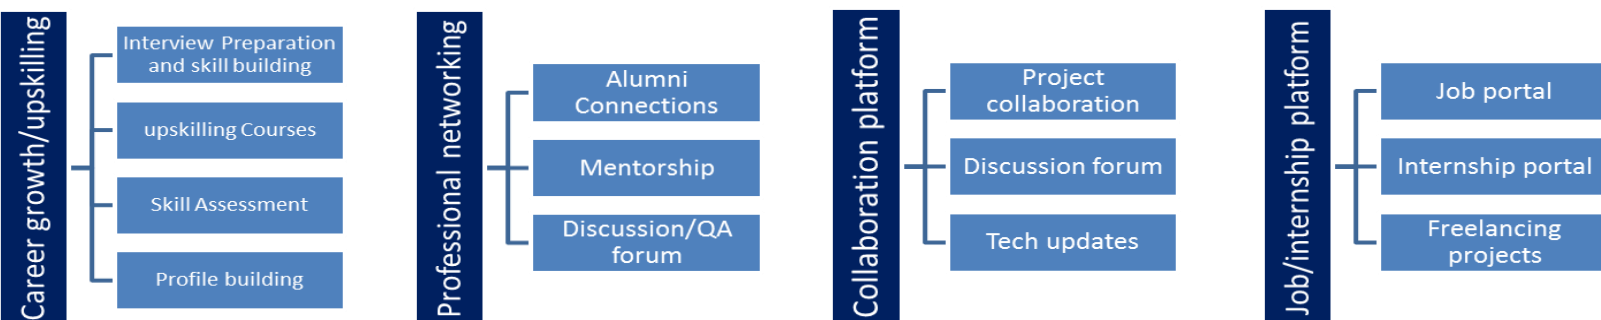 Career growth/upskilling
Interview Preparation
and skill building
upskilling Courses
Skill Assessment
Profile building
Professional networking
Alumni
Connections
Mentorship
Discussion/QA
forum
Collaboration platform
Project
collaboration
Discussion forum
Tech updates
Job/internship platform
Job portal
Internship portal
Freelancing
projects